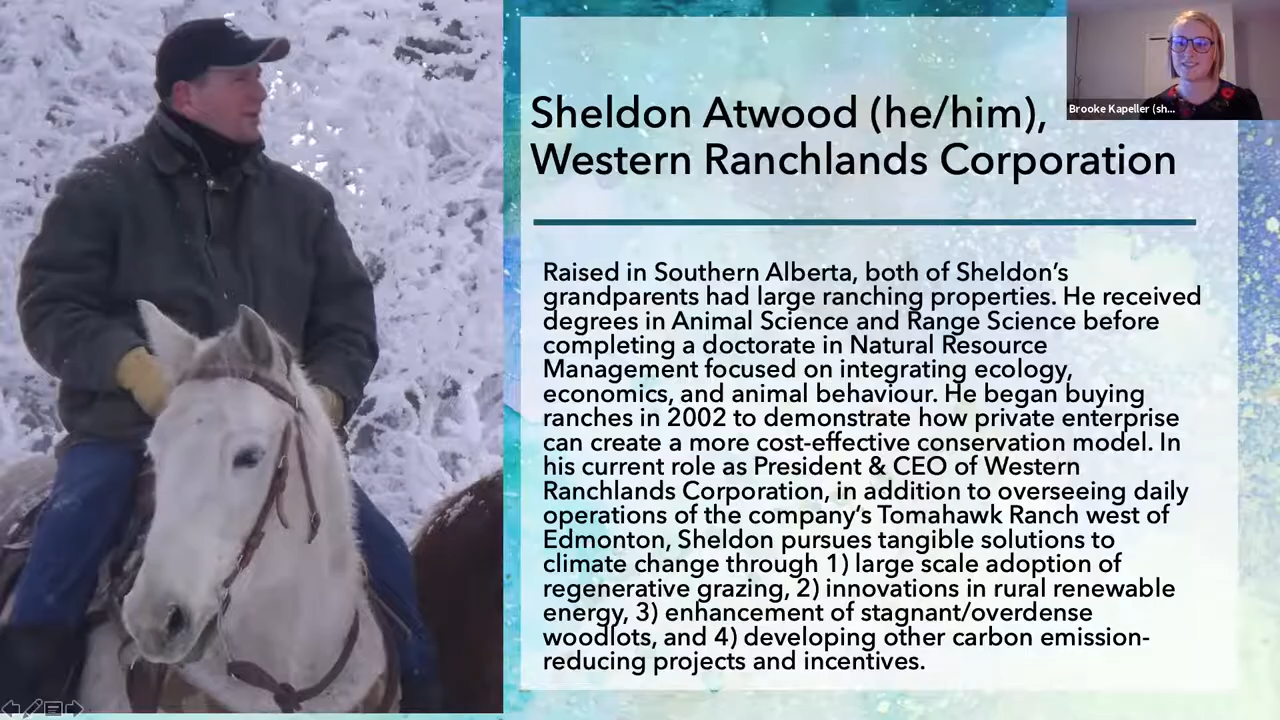 Sheldon Atwood (he/him),
Western Ranchlands Corporation
Brooke Kapeller (sh...
Raised in Southern Alberta, both of Sheldon’s
grandparents had large ranching properties. He received
degrees in Animal Science and Range Science before
completing a doctorate in Natural Resource
Management focused on integrating ecology,
economics, and animal behaviour. He began buying
ranches in 2002 to demonstrate how private enterprise
can create a more cost-effective conservation model. In
his current role as President & CEO of Western
Ranchlands Corporation, in addition to overseeing daily
operations of the company’s Tomahawk Ranch west of
Edmonton, Sheldon pursues tangible solutions to
climate change through 1) large scale adoption of
regenerative grazing, 2) innovations in rural renewable
energy, 3) enhancement of stagnant/overdense
woodlots, and 4) developing other carbon emission-
reducing projects and incentives.